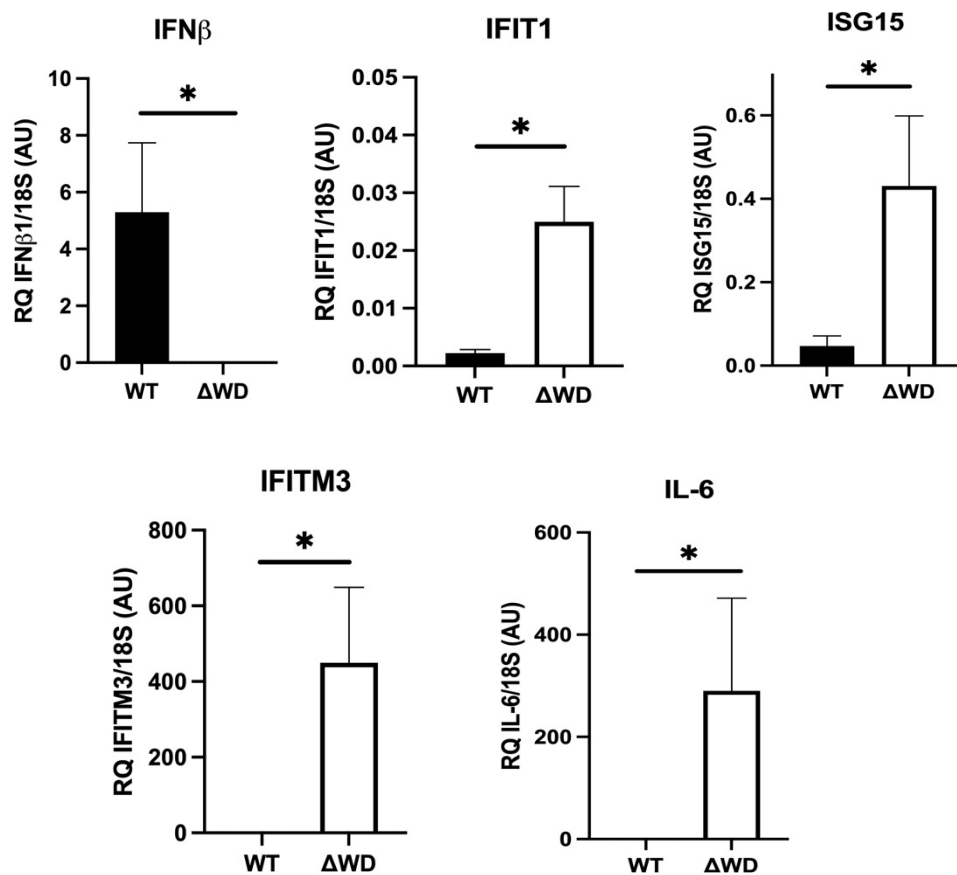 IFNβ
*
RQ IFNβ1/18S (AU)
10
8
6
4
2
0
WT ΔWD
IFIT1
*
RQ IFIT1/18S (AU)
0.05
0.04
0.03
0.02
0.01
0.00
WT ΔWD
ISG15
*
RQ ISG15/18S (AU)
0.6
0.4
0.2
0.0
WT ΔWD
IFITM3
*
RQ IFITM3/18S (AU)
800
600
400
200
0
WT ΔWD
IL-6
*
RQ IL-6/18S (AU)
600
400
200
0
WT ΔWD